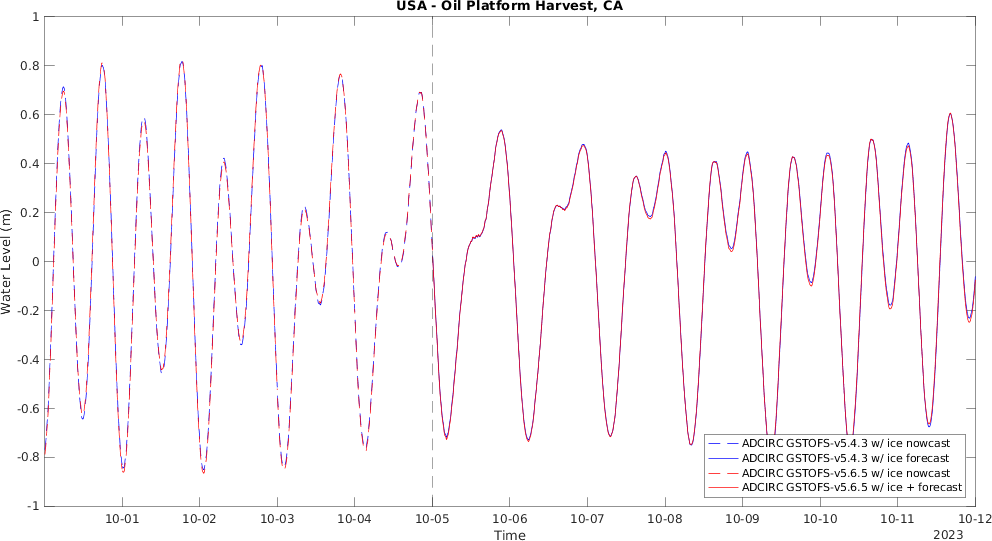 USA - Oil Platform Harvest, CA
1
0.8
0.6
0.4
0.2
0
-0.2
-0.4
-0.6
-0.8
-1
Water Level (m)
10-01 10-02 10-03 10-04 10-05 10-06 10-07 10-08 10-09 10-10 10-11 10-12
Time
2023
ADCIRC GSTOFS-v5.4.3 w/ ice nowcast
ADCIRC GSTOFS-v5.4.3 w/ ice forecast
ADCIRC GSTOFS-v5.6.5 w/ ice nowcast
ADCIRC GSTOFS-v5.6.5 w/ ice + forecast